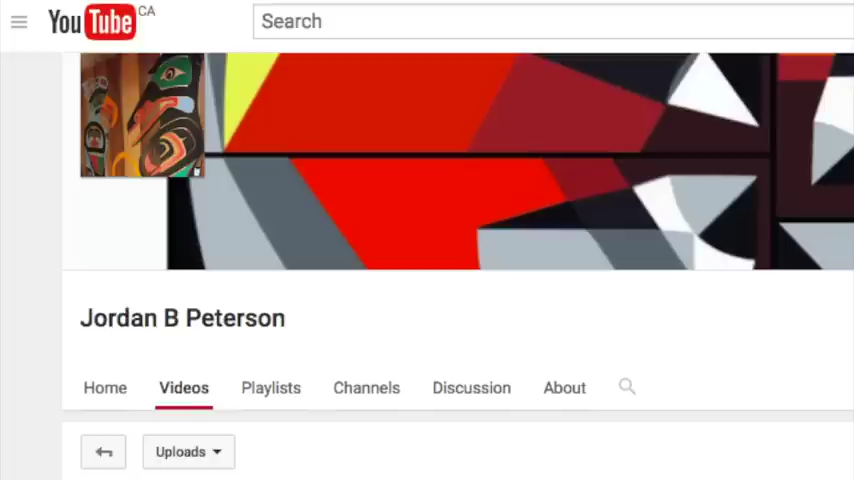 YouTube CA
Search
Jordan B Peterson
Home Videos Playlists Channels Discussion About
Uploads